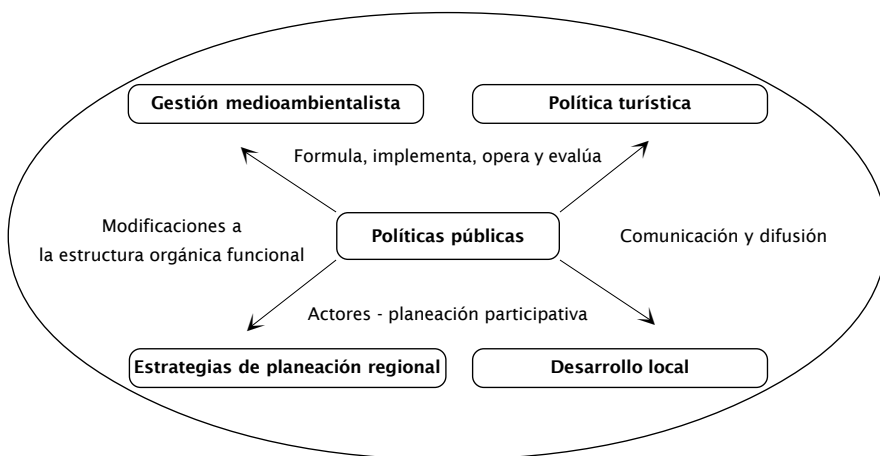 Gestión medioambientalista
Política turística
Formula, implementa, opera y evalúa
Modificaciones a
la estructura orgánica funcional
Políticas públicas
Comunicación y difusión
Actores - planeación participativa
Estrategias de planeación regional
Desarrollo local